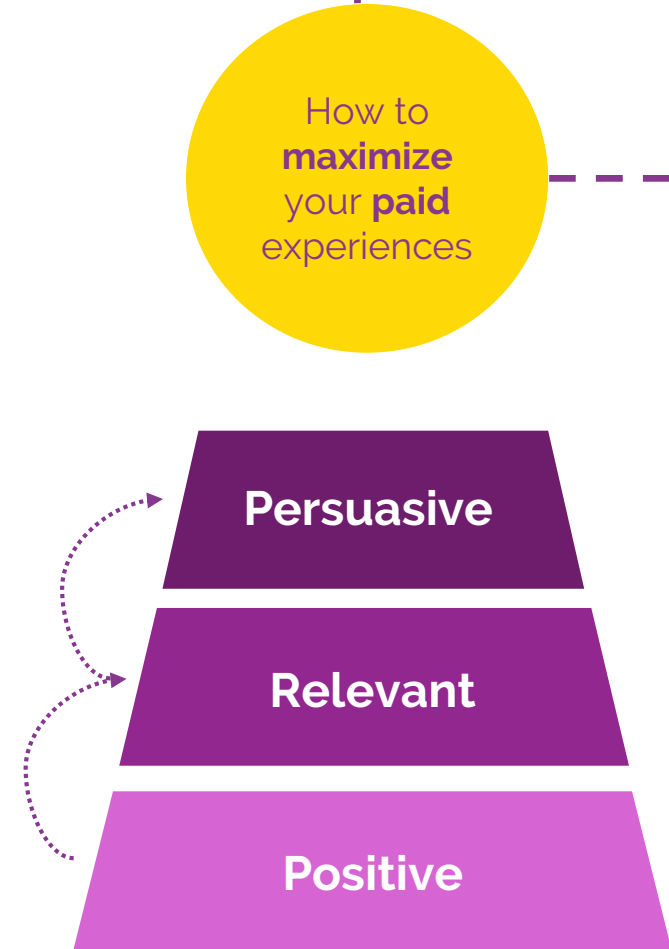 How to
maximize
your paid
experiences
Persuasive
Relevant
Positive